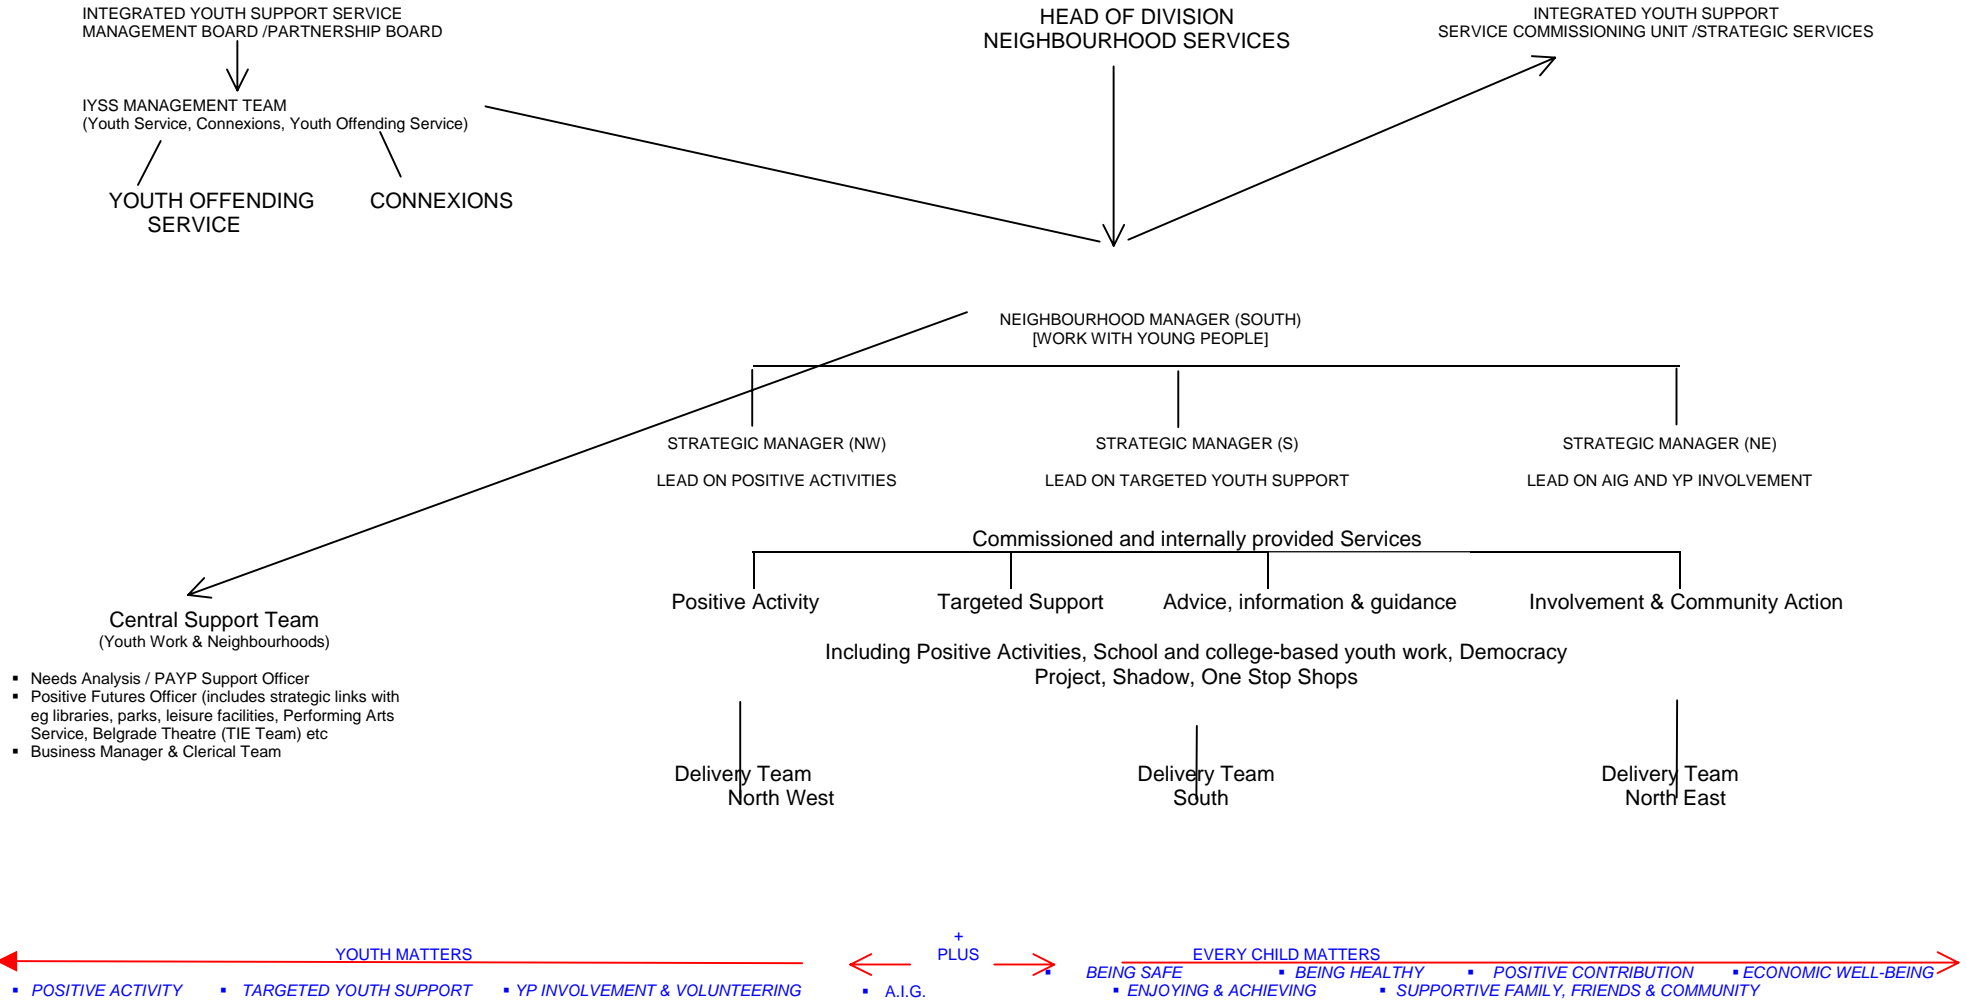 INTEGRATED YOUTH SUPPORT SERVICE
MANAGEMENT BOARD /PARTNERSHIP BOARD
HEAD OF DIVISION
NEIGHBOURHOOD SERVICES
INTEGRATED YOUTH SUPPORT
SERVICE COMMISSIONING UNIT /STRATEGIC SERVICES
IYSS MANAGEMENT TEAM
(Youth Service, Connexions, Youth Offending Service)
YOUTH OFFENDING
SERVICE
CONNEXIONS
NEIGHBOURHOOD MANAGER (SOUTH)
[WORK WITH YOUNG PEOPLE]
STRATEGIC MANAGER (NW)
LEAD ON POSITIVE ACTIVITIES
STRATEGIC MANAGER (S)
LEAD ON TARGETED YOUTH SUPPORT
STRATEGIC MANAGER (NE)
LEAD ON AIG AND YP INVOLVEMENT
Commissioned and internally provided Services
Positive Activity
Targeted Support
Advice, information & guidance
Involvement & Community Action
Including Positive Activities, School and college-based youth work, Democracy
Project, Shadow, One Stop Shops
Central Support Team
(Youth Work & Neighbourhoods)
▪ Needs Analysis / PAYP Support Officer
▪ Positive Futures Officer (includes strategic links with
eg libraries, parks, leisure facilities, Performing Arts
Service, Belgrade Theatre (TIE Team) etc
▪ Business Manager & Clerical Team
Delivery Team
North West
Delivery Team
South
Delivery Team
North East
YOUTH MATTERS
▪ POSITIVE ACTIVITY ▪ TARGETED YOUTH SUPPORT ▪ YP INVOLVEMENT & VOLUNTEERING
+
PLUS
▪ A.I.G.
EVERY CHILD MATTERS
▪ BEING SAFE ▪ BEING HEALTHY ▪ POSITIVE CONTRIBUTION ▪ ECONOMIC WELL-BEING
▪ ENJOYING & ACHIEVING ▪ SUPPORTIVE FAMILY, FRIENDS & COMMUNITY